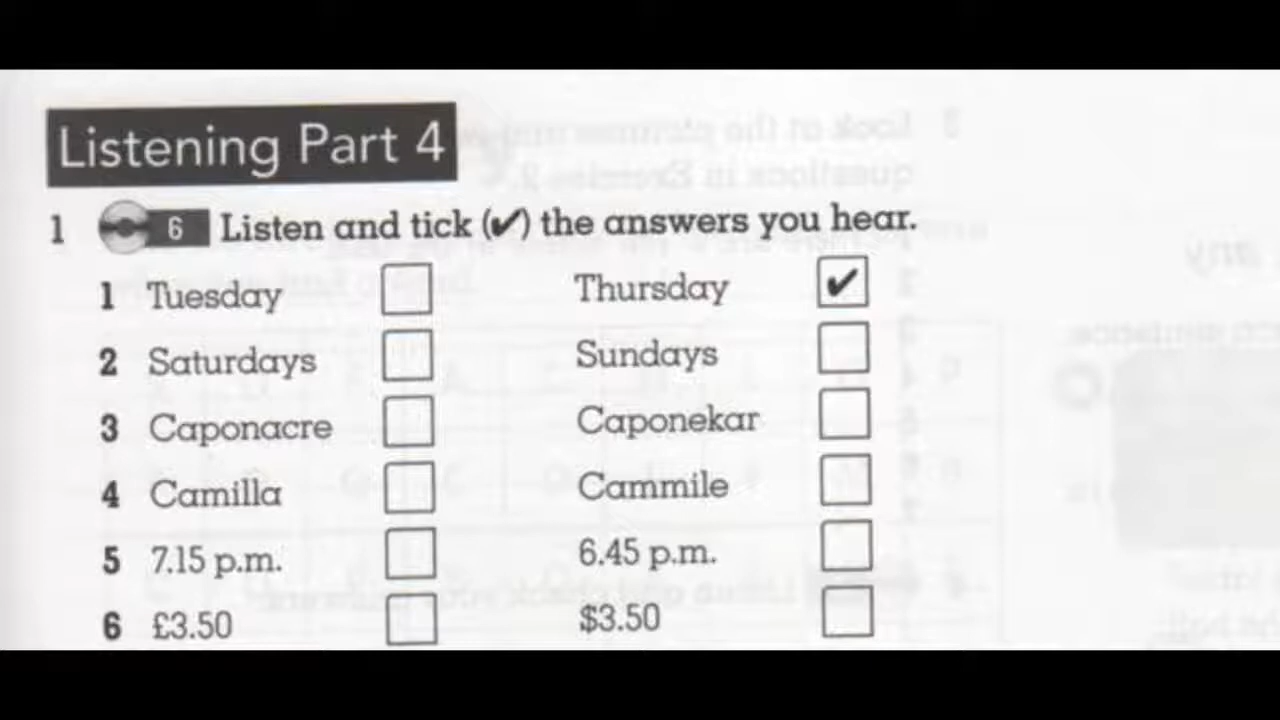 Listening Part 4
1 6 Listen and tick (✔) the answers you hear.
1 Tuesday Thursday ✔
2 Saturdays Sundays
3 Caponacre Caponekar
4 Camilla Cammile
5 7.15 p.m. 6.45 p.m.
6 £3.50 $3.50